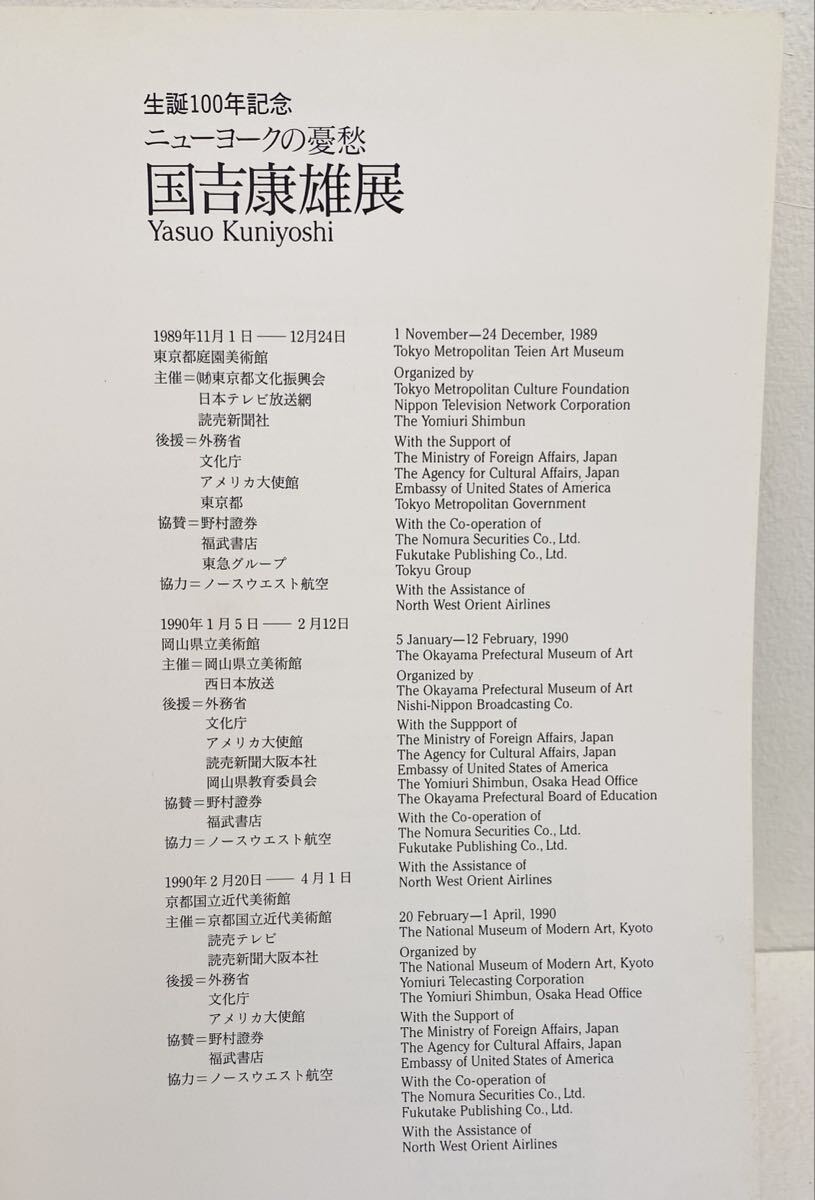 生誕100年記念
ニューヨークの憂愁
国吉康雄展
Yasuo Kuniyoshi
1989年11月1日――12月24日
東京都庭園美術館
主催=㈶東京都文化振興会
日本テレビ放送網
読売新聞社
後援=外務省
文化庁
アメリカ大使館
東京都
協賛=野村證券
福武書店
東急グループ
協力=ノースウエスト航空
1990年1月5日――2月12日
岡山県立美術館
主催=岡山県立美術館
西日本放送
後援=外務省
文化庁
アメリカ大使館
読売新聞大阪本社
岡山県教育委員会
協賛=野村證券
福武書店
協力=ノースウエスト航空
1990年2月20日――4月1日
京都国立近代美術館
主催=京都国立近代美術館
読売テレビ
読売新聞大阪本社
後援=外務省
文化庁
アメリカ大使館
協賛=野村證券
福武書店
協力=ノースウエスト航空
1 November—24 December, 1989
Tokyo Metropolitan Teien Art Museum
Organized by
Tokyo Metropolitan Culture Foundation
Nippon Television Network Corporation
The Yomiuri Shimbun
With the Support of
The Ministry of Foreign Affairs, Japan
The Agency for Cultural Affairs, Japan
Embassy of United States of America
Tokyo Metropolitan Government
With the Co-operation of
The Nomura Securities Co., Ltd.
Fukutake Publishing Co., Ltd.
Tokyu Group
With the Assistance of
North West Orient Airlines
5 January—12 February, 1990
The Okayama Prefectural Museum of Art
Organized by
The Okayama Prefectural Museum of Art
Nishi-Nippon Broadcasting Co.
With the Suppport of
The Ministry of Foreign Affairs, Japan
The Agency for Cultural Affairs, Japan
Embassy of United States of America
The Yomiuri Shimbun, Osaka Head Office
The Okayama Prefectural Board of Education
With the Co-operation of
The Nomura Securities Co., Ltd.
Fukutake Publishing Co., Ltd.
With the Assistance of
North West Orient Airlines
20 February—1 April, 1990
The National Museum of Modern Art, Kyoto
Organized by
The National Museum of Modern Art, Kyoto
Yomiuri Telecasting Corporation
The Yomiuri Shimbun, Osaka Head Office
With the Support of
The Ministry of Foreign Affairs, Japan
The Agency for Cultural Affairs, Japan
Embassy of United States of America
With the Co-operation of
The Nomura Securities Co., Ltd.
Fukutake Publishing Co., Ltd.
With the Assistance of
North West Orient Airlines